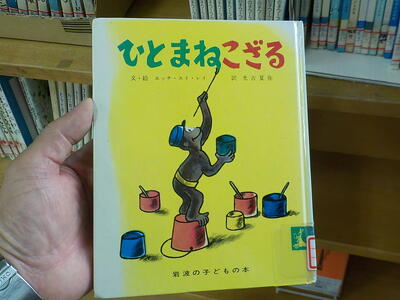 ひとまねこざる
文・絵 エッチ・エイ・レイ 訳 光吉夏弥
岩波の子どもの本